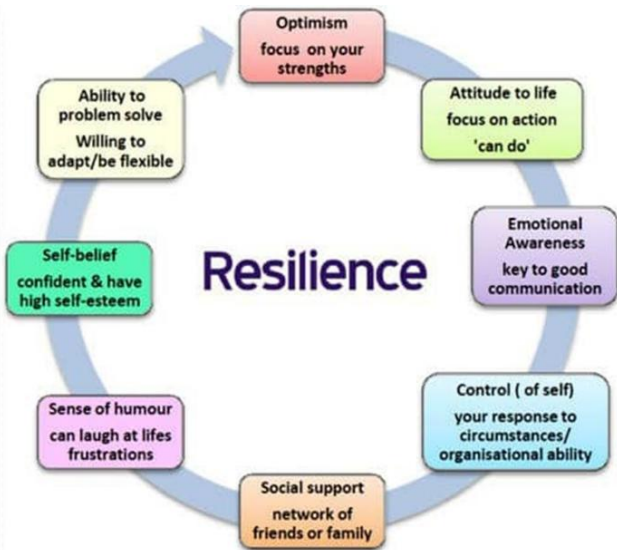 Optimism
focus on your
strengths
Attitude to life
focus on action
'can do'
Emotional
Awareness
key to good
communication
Control ( of self)
your response to
circumstances/
organisational ability
Social support
network of
friends or family
Sense of humour
can laugh at lifes
frustrations
Self-belief
confident & have
high self-esteem
Ability to
problem solve
Willing to
adapt/be flexible
Resilience